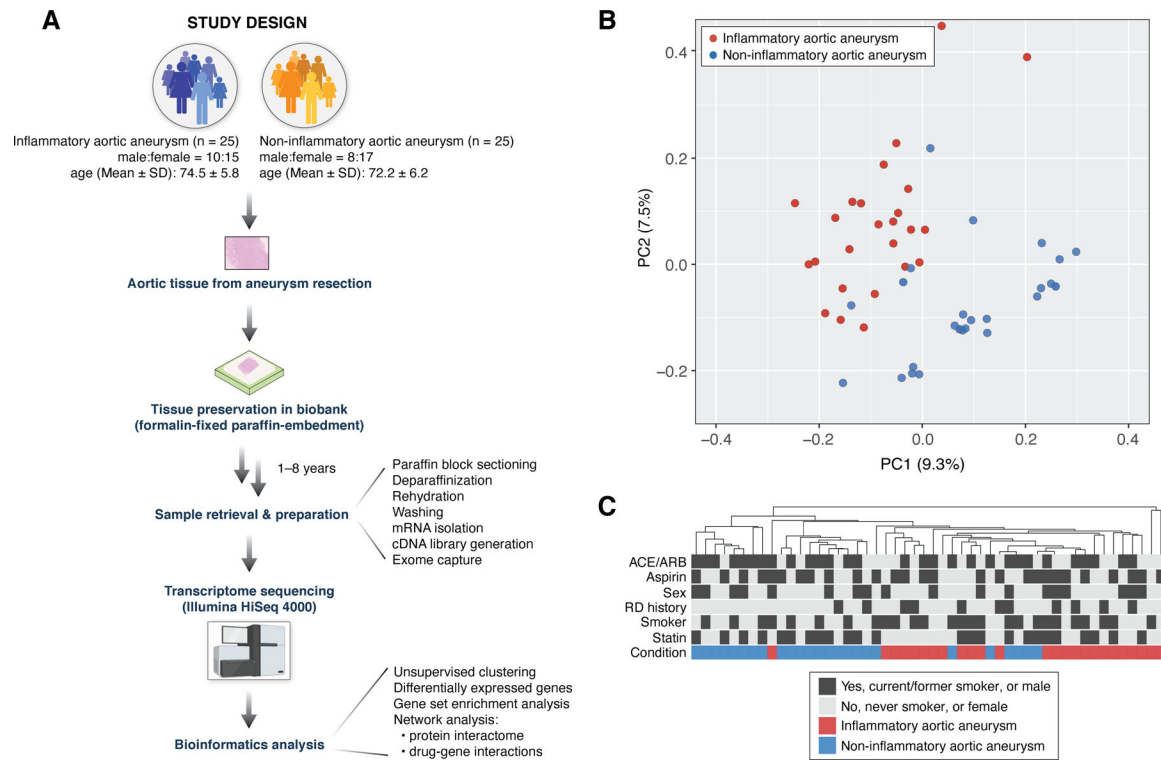 A
STUDY DESIGN
Inflammatory aortic aneurysm (n = 25)
male:female = 10:15
age (Mean ± SD): 74.5 ± 5.8
Non-inflammatory aortic aneurysm (n = 25)
male:female = 8:17
age (Mean ± SD): 72.2 ± 6.2
Aortic tissue from aneurysm resection
Tissue preservation in biobank
(formalin-fixed paraffin-embedment)
1–8 years
Sample retrieval & preparation
Paraffin block sectioning
Deparaffinization
Rehydration
Washing
mRNA isolation
cDNA library generation
Exome capture
Transcriptome sequencing
(Illumina HiSeq 4000)
Bioinformatics analysis
Unsupervised clustering
Differentially expressed genes
Gene set enrichment analysis
Network analysis:
• protein interactome
• drug-gene interactions
B
Inflammatory aortic aneurysm
Non-inflammatory aortic aneurysm
PC2 (7.5%)
0.4
0.2
0.0
−0.2
−0.4
−0.2
0.0
0.2
0.4
PC1 (9.3%)
C
ACE/ARB
Aspirin
Sex
RD history
Smoker
Statin
Condition
Yes, current/former smoker, or male
No, never smoker, or female
Inflammatory aortic aneurysm
Non-inflammatory aortic aneurysm